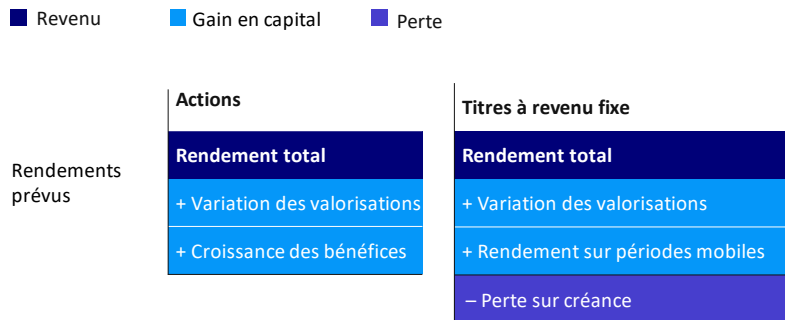 Revenu
Gain en capital
Perte
Rendements
prévus
Actions
Rendement total
+ Variation des valorisations
+ Croissance des bénéfices
Titres à revenu fixe
Rendement total
+ Variation des valorisations
+ Rendement sur périodes mobiles
– Perte sur créance